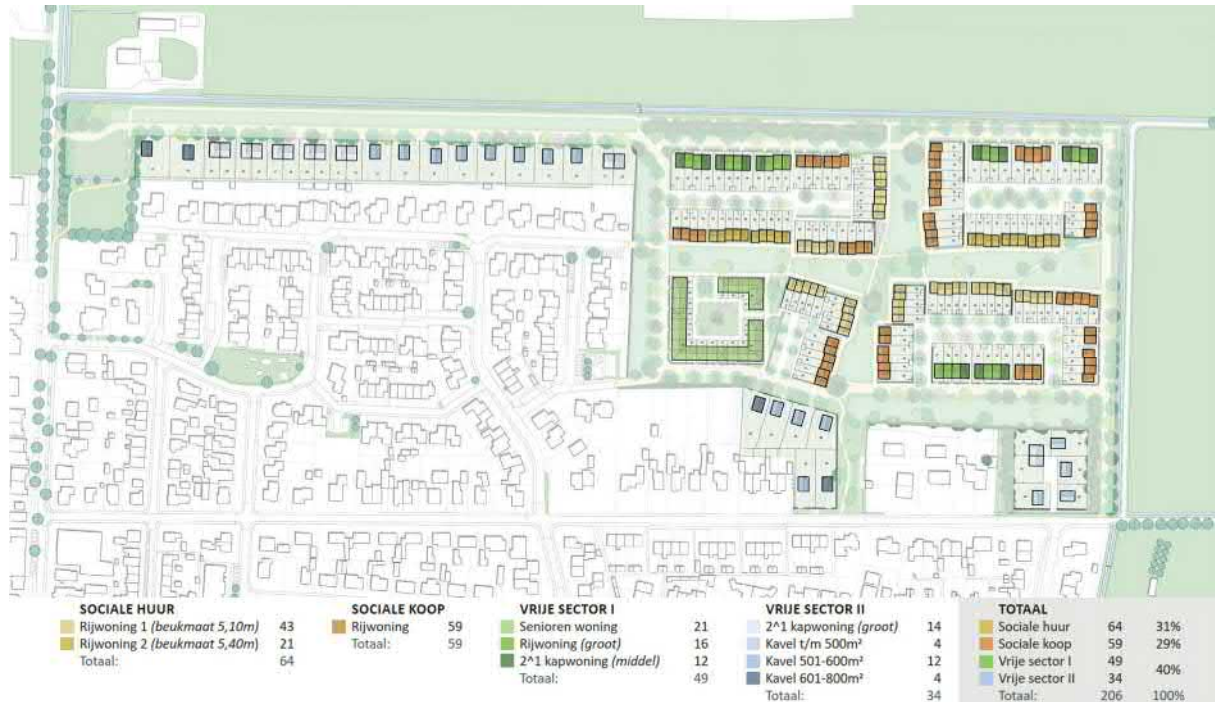 SOCIALE HUUR
Rijwoning 1 (beukmaat 5,10m) 43
Rijwoning 2 (beukmaat 5,40m) 21
Totaal: 64
SOCIALE KOOP
Rijwoning 59
Totaal: 59
VRIJE SECTOR I
Senioren woning 21
Rijwoning (groot) 16
2^1 kapwoning (middel) 12
Totaal: 49
VRIJE SECTOR II
2^1 kapwoning (groot) 14
Kavel t/m 500m² 4
Kavel 501-600m² 12
Kavel 601-800m² 4
Totaal: 34
TOTAAL
Sociale huur 64 31%
Sociale koop 59 29%
Vrije sector I 49
40%
Vrije sector II 34
Totaal: 206 100%